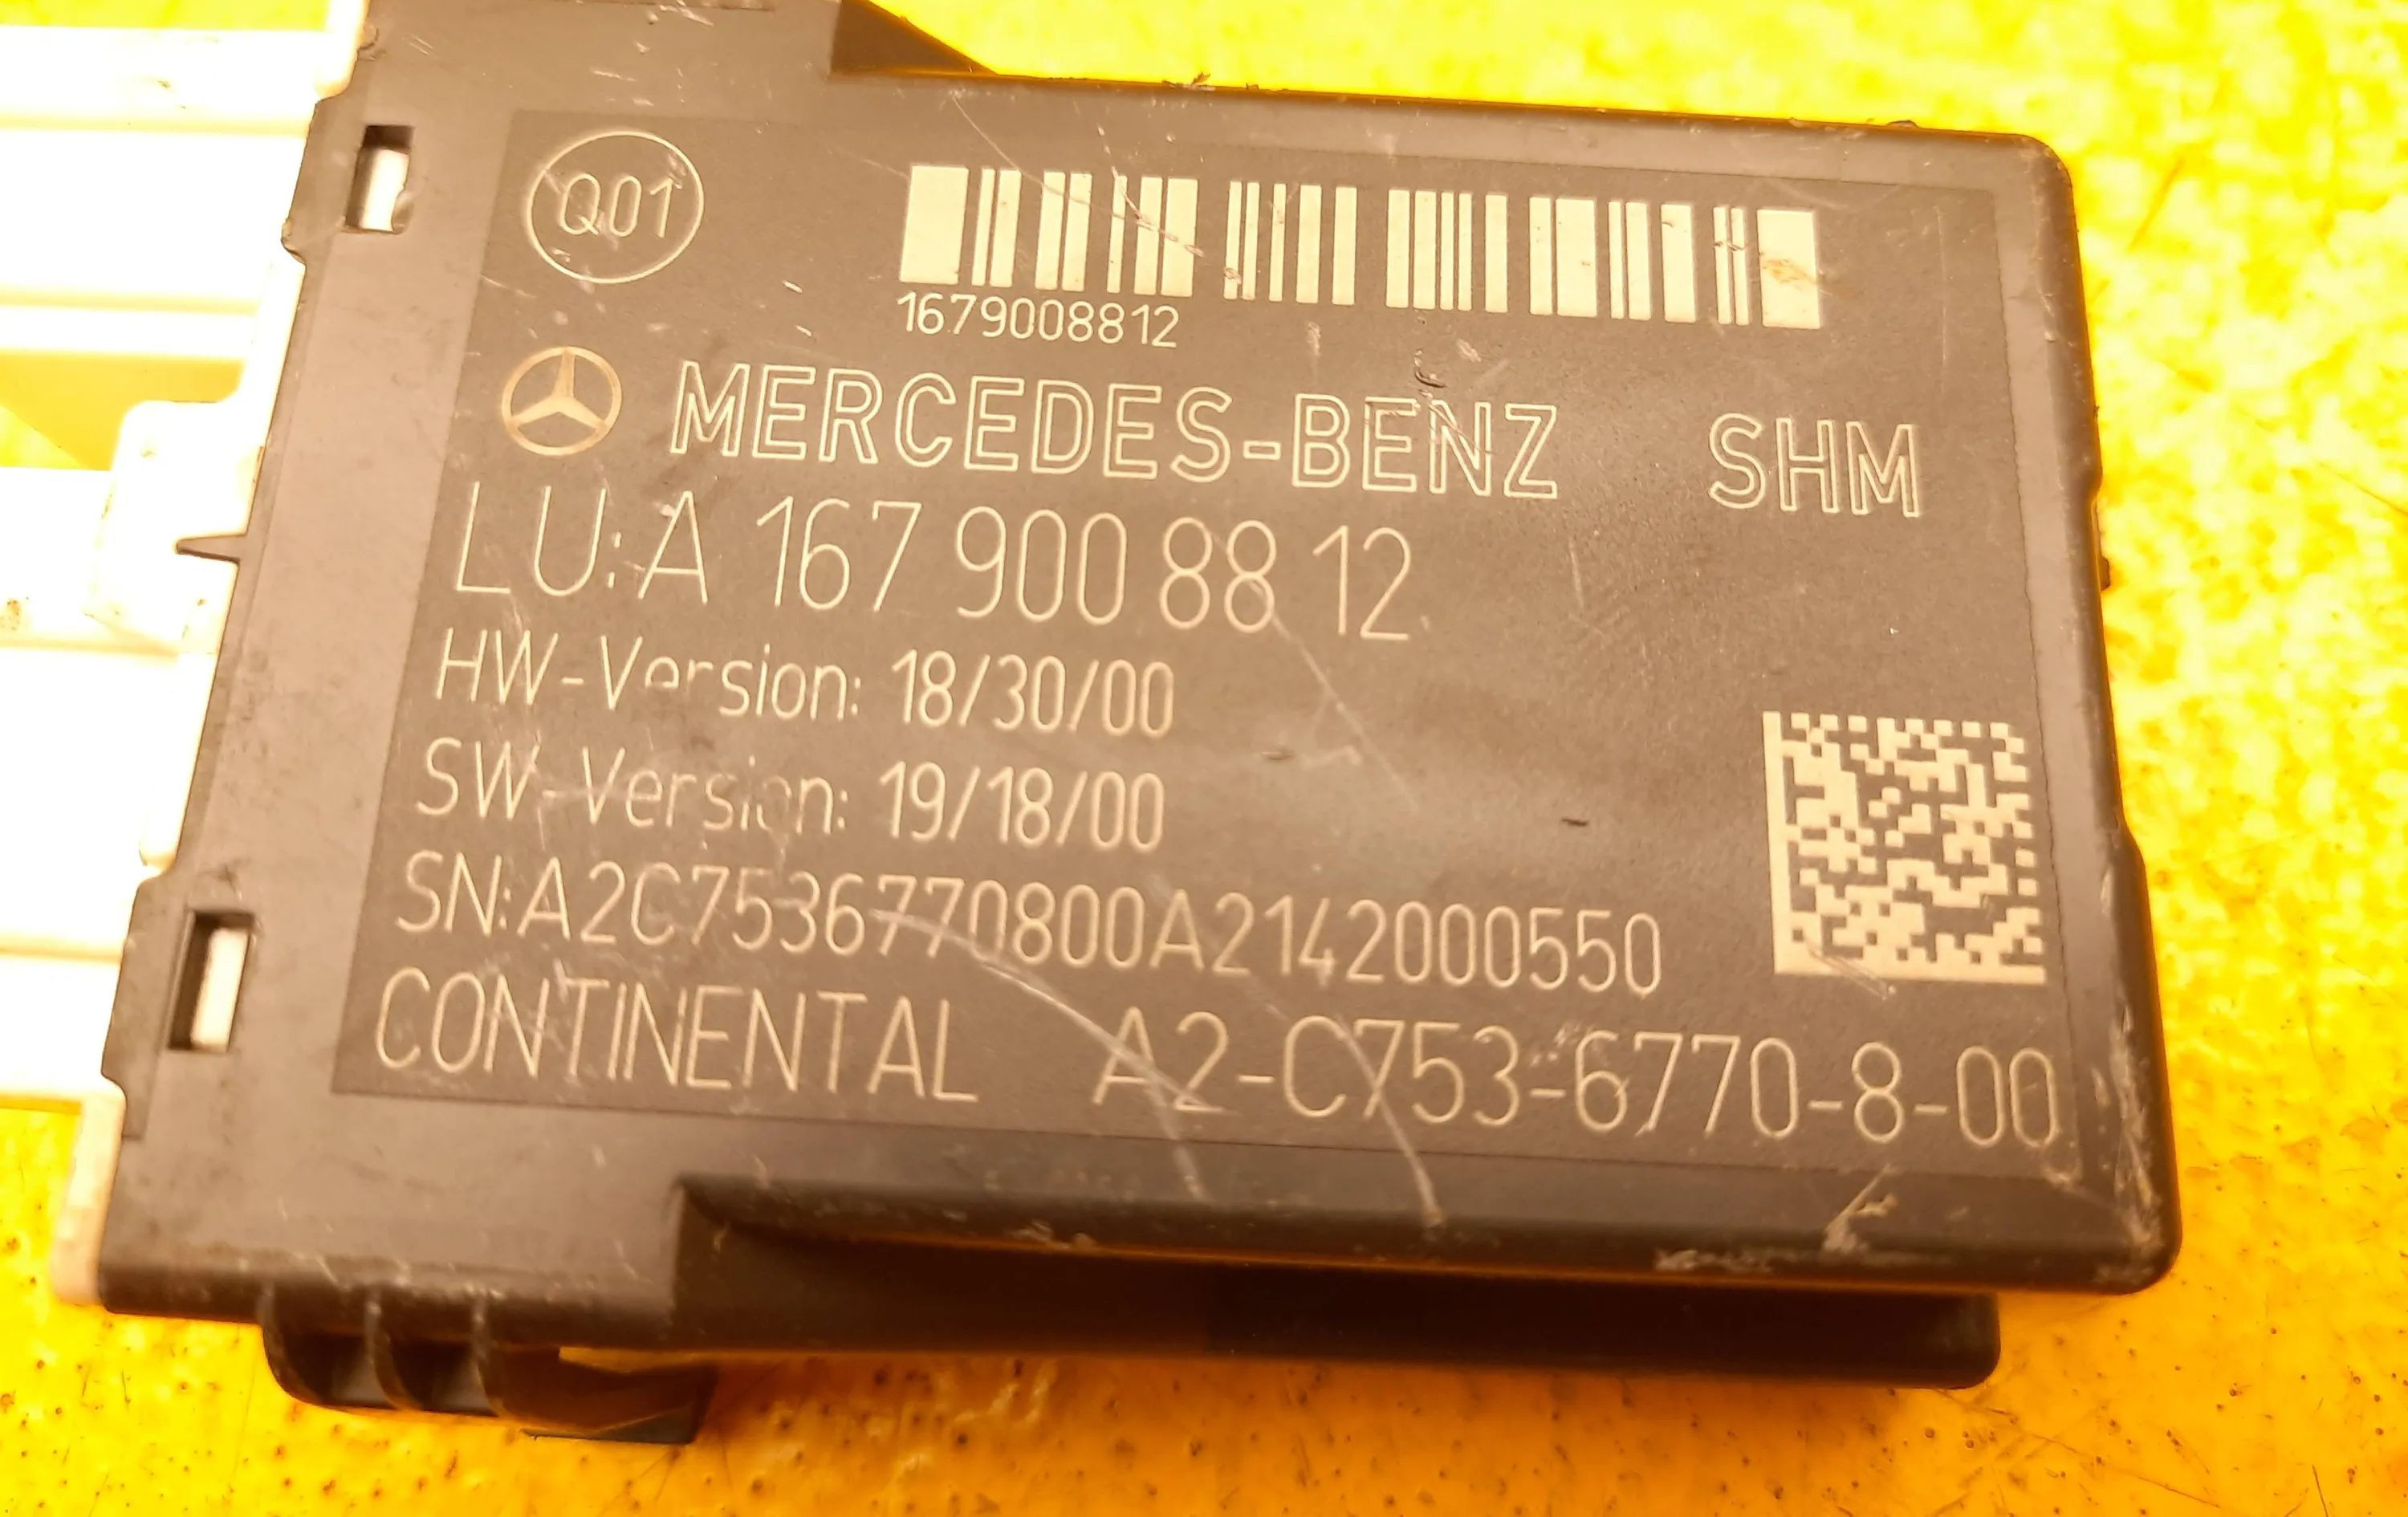 Q01
1679008812
MERCEDES-BENZ SHM
LU:A 167 900 88 12
HW-Version: 18/30/00
SW-Version: 19/18/00
SN:A2C7536770800A2142000550
CONTINENTAL A2-C753-6770-8-00